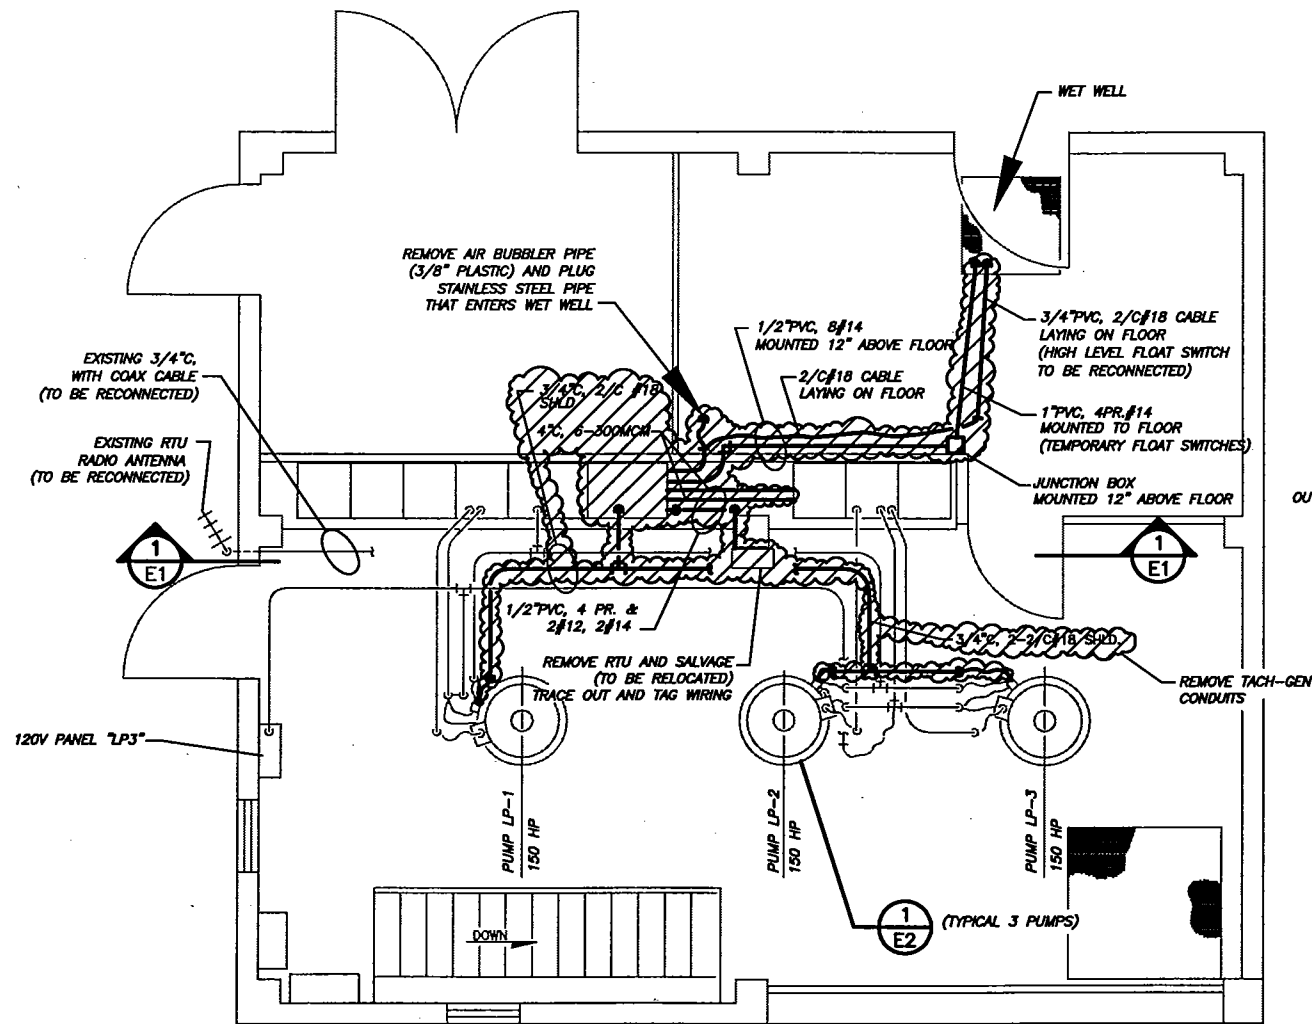 WET WELL
REMOVE AIR BUBBLER PIPE
(3/8" PLASTIC) AND PLUG
STAINLESS STEEL PIPE
THAT ENTERS WET WELL
1/2"PVC, 8#14
MOUNTED 12" ABOVE FLOOR
3/4"PVC, 2/C#18 CABLE
LAYING ON FLOOR
(HIGH LEVEL FLOAT SWITCH
TO BE RECONNECTED)
EXISTING 3/4"C,
WITH COAX CABLE
(TO BE RECONNECTED)
2/C#18 CABLE
LAYING ON FLOOR
3/4"C, 2/C #18
SHLD
4"C, 6-300MCM
1"PVC, 4PR.#14
MOUNTED TO FLOOR
(TEMPORARY FLOAT SWITCHES)
EXISTING RTU
RADIO ANTENNA
(TO BE RECONNECTED)
JUNCTION BOX
MOUNTED 12" ABOVE FLOOR
OU
1
E1
1
E1
1/2"PVC, 4 PR. &
2#12, 2#14
3/4"C, 2-2/C#18 SHLD.
REMOVE RTU AND SALVAGE
(TO BE RELOCATED)
TRACE OUT AND TAG WIRING
REMOVE TACH-GEN
CONDUITS
120V PANEL "LP3"
PUMP LP-1
150 HP
PUMP LP-2
150 HP
PUMP LP-3
150 HP
DOWN
1
E2
(TYPICAL 3 PUMPS)